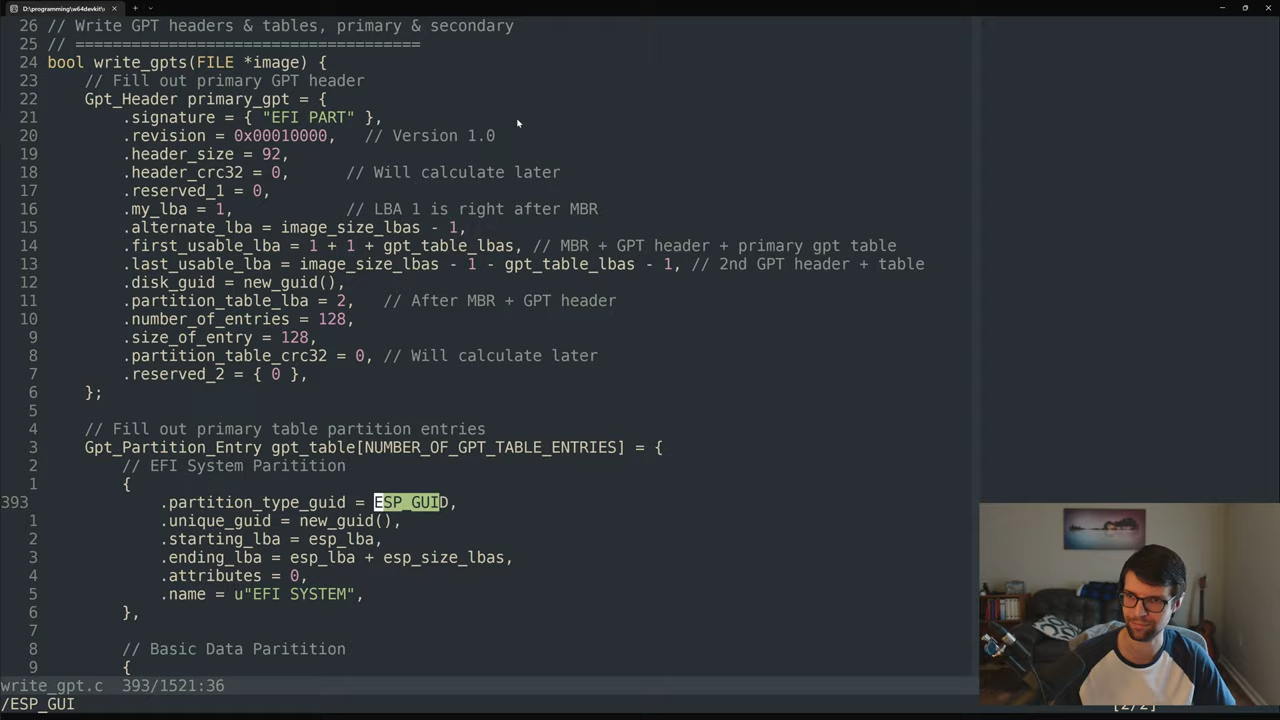 D:\programming\w64devkit\
26 // Write GPT headers & tables, primary & secondary
25 // =====================================
24 bool write_gpts(FILE *image) {
23     // Fill out primary GPT header
22     Gpt_Header primary_gpt = {
21         .signature = { "EFI PART" },
20         .revision = 0x00010000,   // Version 1.0
19         .header_size = 92,
18         .header_crc32 = 0,      // Will calculate later
17         .reserved_1 = 0,
16         .my_lba = 1,            // LBA 1 is right after MBR
15         .alternate_lba = image_size_lbas - 1,
14         .first_usable_lba = 1 + 1 + gpt_table_lbas, // MBR + GPT header + primary gpt table
13         .last_usable_lba = image_size_lbas - 1 - gpt_table_lbas - 1, // 2nd GPT header + table
12         .disk_guid = new_guid(),
11         .partition_table_lba = 2,   // After MBR + GPT header
10         .number_of_entries = 128,
9         .size_of_entry = 128,
8         .partition_table_crc32 = 0, // Will calculate later
7         .reserved_2 = { 0 },
6     };
5
4     // Fill out primary table partition entries
3     Gpt_Partition_Entry gpt_table[NUMBER_OF_GPT_TABLE_ENTRIES] = {
2         // EFI System Paritition
1         {
393             .partition_type_guid = ESP_GUID,
1             .unique_guid = new_guid(),
2             .starting_lba = esp_lba,
3             .ending_lba = esp_lba + esp_size_lbas,
4             .attributes = 0,
5             .name = u"EFI SYSTEM",
6         },
7
8         // Basic Data Paritition
9         {
write_gpt.c  393/1521:36
/ESP_GUI [2/2]